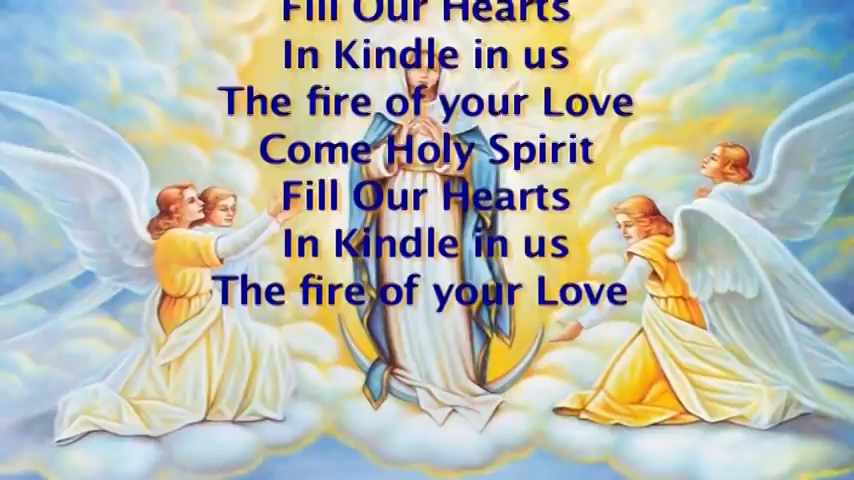 Fill Our Hearts
In Kindle in us
The fire of your Love
Come Holy Spirit
Fill Our Hearts
In Kindle in us
The fire of your Love